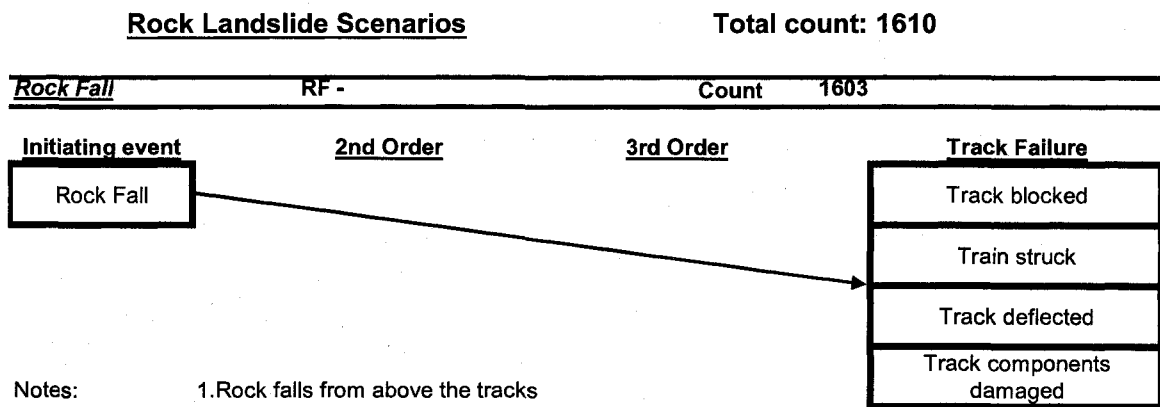 Rock Landslide Scenarios Total count: 1610
Rock Fall RF - Count 1603
Initiating event 2nd Order 3rd Order Track Failure
Rock Fall
Track blocked
Train struck
Track deflected
Track components
damaged
Notes: 1.Rock falls from above the tracks